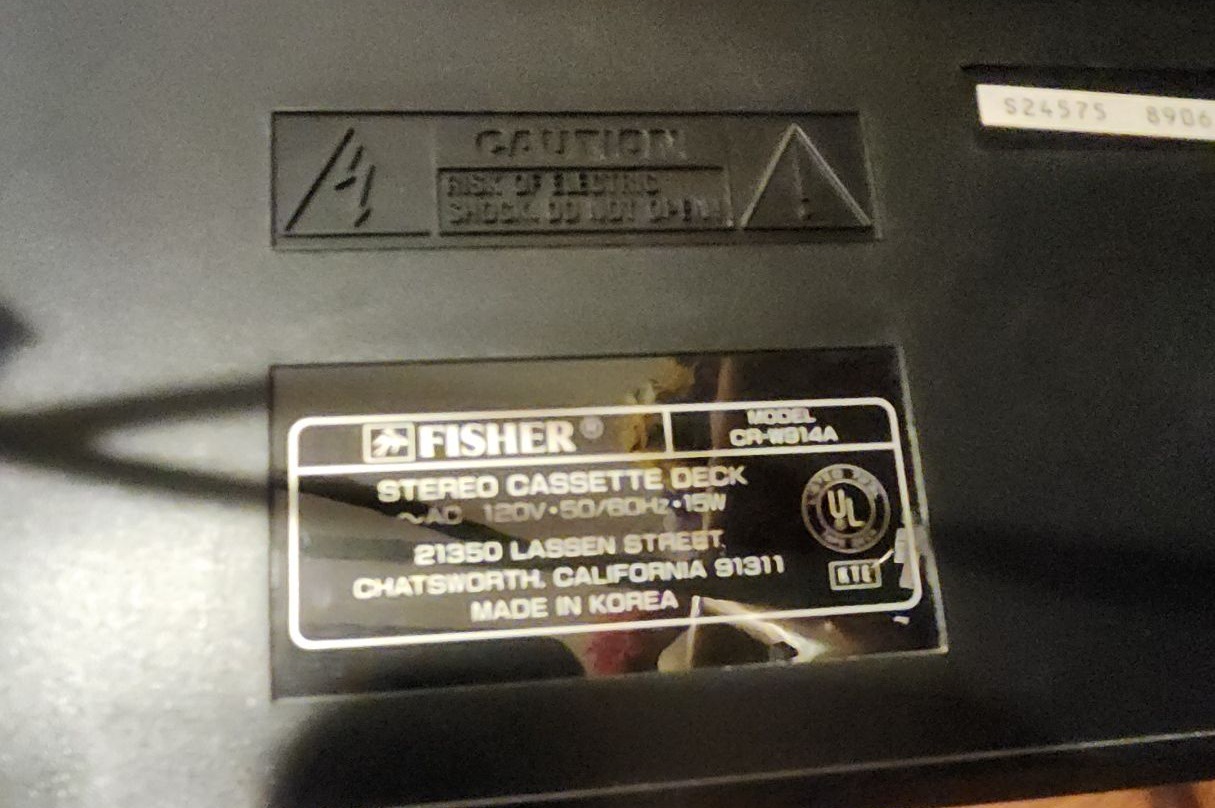 S24575 8906
CAUTION
RISK OF ELECTRIC
SHOCK. DO NOT OPEN
FISHER®
MODEL
CR-W914A
STEREO CASSETTE DECK
~AC 120V•50/60Hz•15W
UL
21350 LASSEN STREET
CHATSWORTH, CALIFORNIA 91311
KTL
MADE IN KOREA